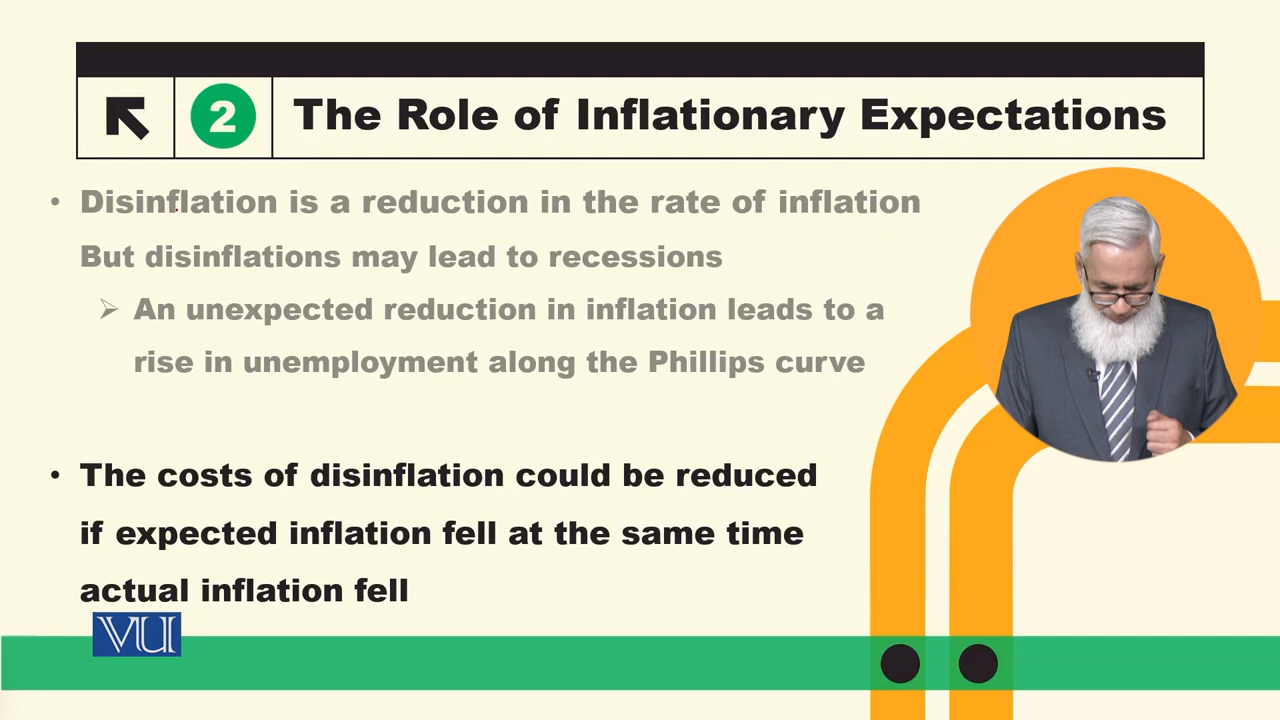 2 The Role of Inflationary Expectations
• Disinflation is a reduction in the rate of inflation
But disinflations may lead to recessions
➢ An unexpected reduction in inflation leads to a
rise in unemployment along the Phillips curve
• The costs of disinflation could be reduced
if expected inflation fell at the same time
actual inflation fell
VU